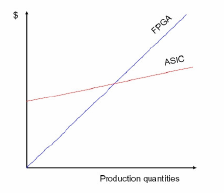 $
FPGA
ASIC
Production quantities